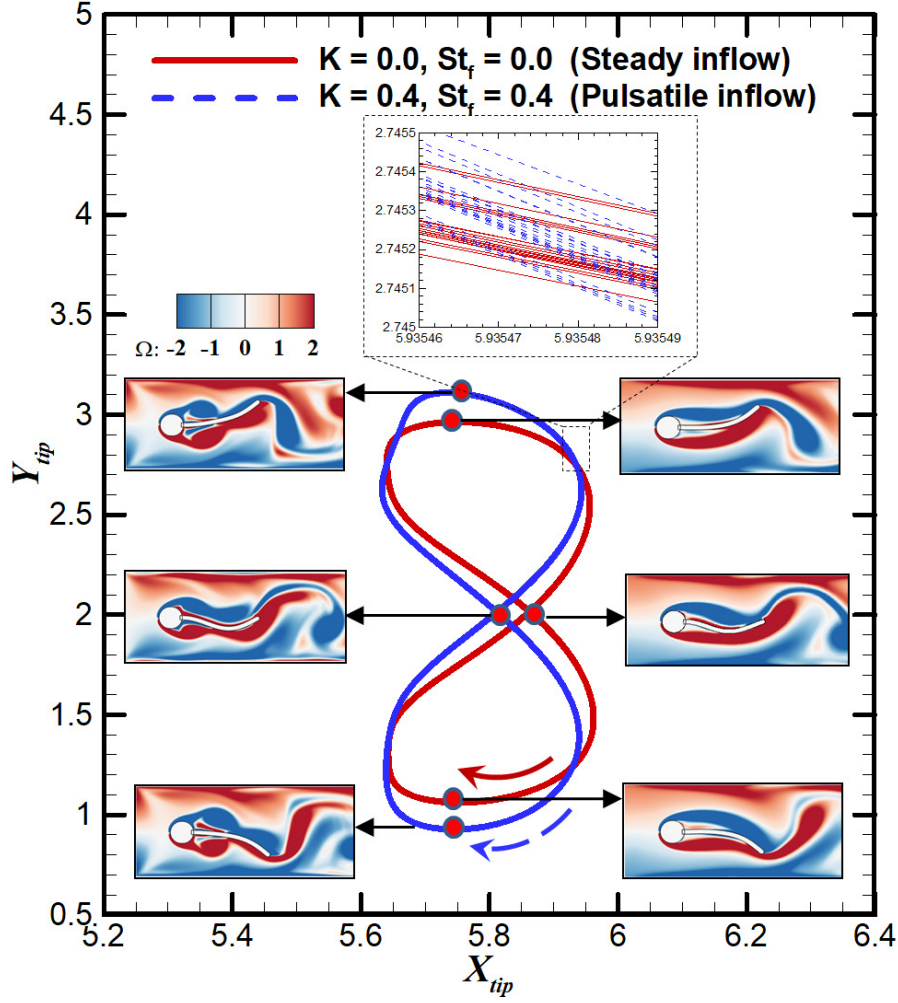 K = 0.0, St_f = 0.0 (Steady inflow)
K = 0.4, St_f = 0.4 (Pulsatile inflow)
2.7455
2.7454
2.7453
2.7452
2.7451
2.745
5.93546 5.93547 5.93548 5.93549
Ω: -2 -1 0 1 2
5
4.5
4
3.5
3
2.5
2
1.5
1
0.5
Y_tip
5.2 5.4 5.6 5.8 6 6.2 6.4
X_tip